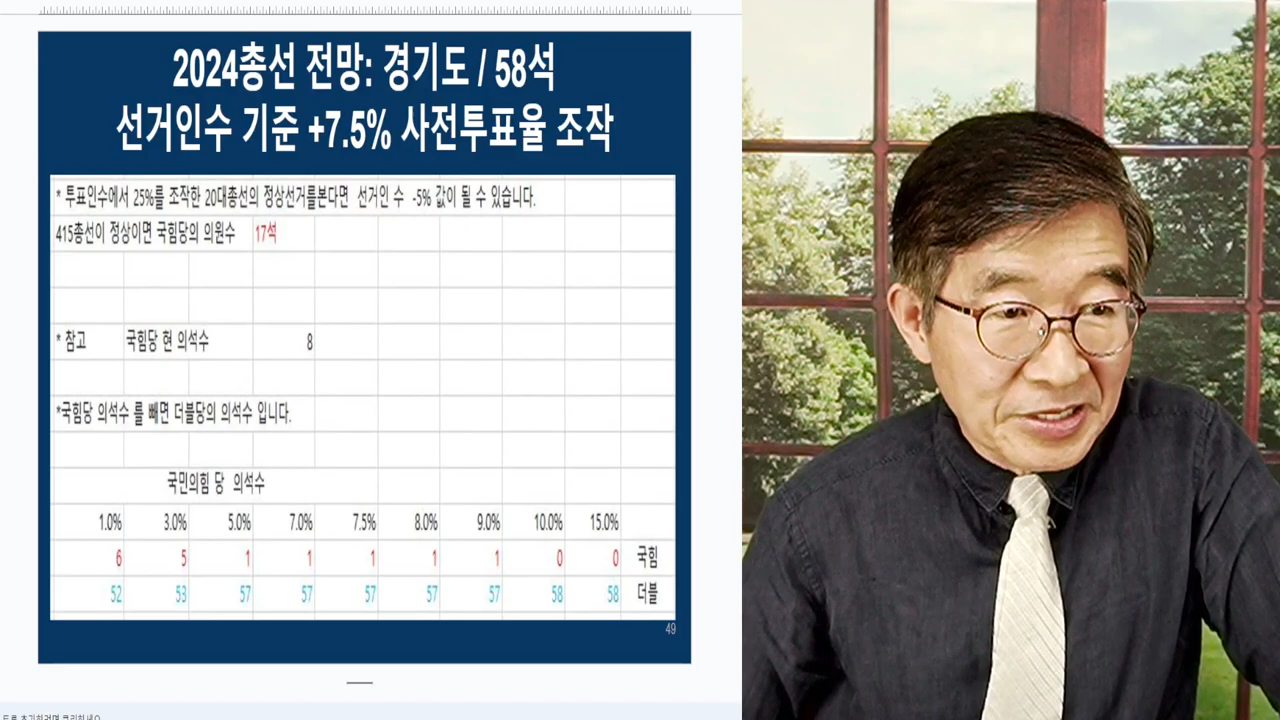 2024총선 전망: 경기도 / 58석
선거인수 기준 +7.5% 사전투표율 조작
* 투표인수에서 25%를 조작한 20대총선의 정상선거를본다면 선거인 수 -5% 값이 될 수 있습니다.
415총선이 정상이면 국힘당의 의원수 17석
* 참고 국힘당 현 의석수 8
*국힘당 의석수 를 빼면 더블당의 의석수 입니다.
국민의힘 당 의석수
1.0% 3.0% 5.0% 7.0% 7.5% 8.0% 9.0% 10.0% 15.0%
6 5 1 1 1 1 1 0 0 국힘
52 53 57 57 57 57 57 58 58 더블
49